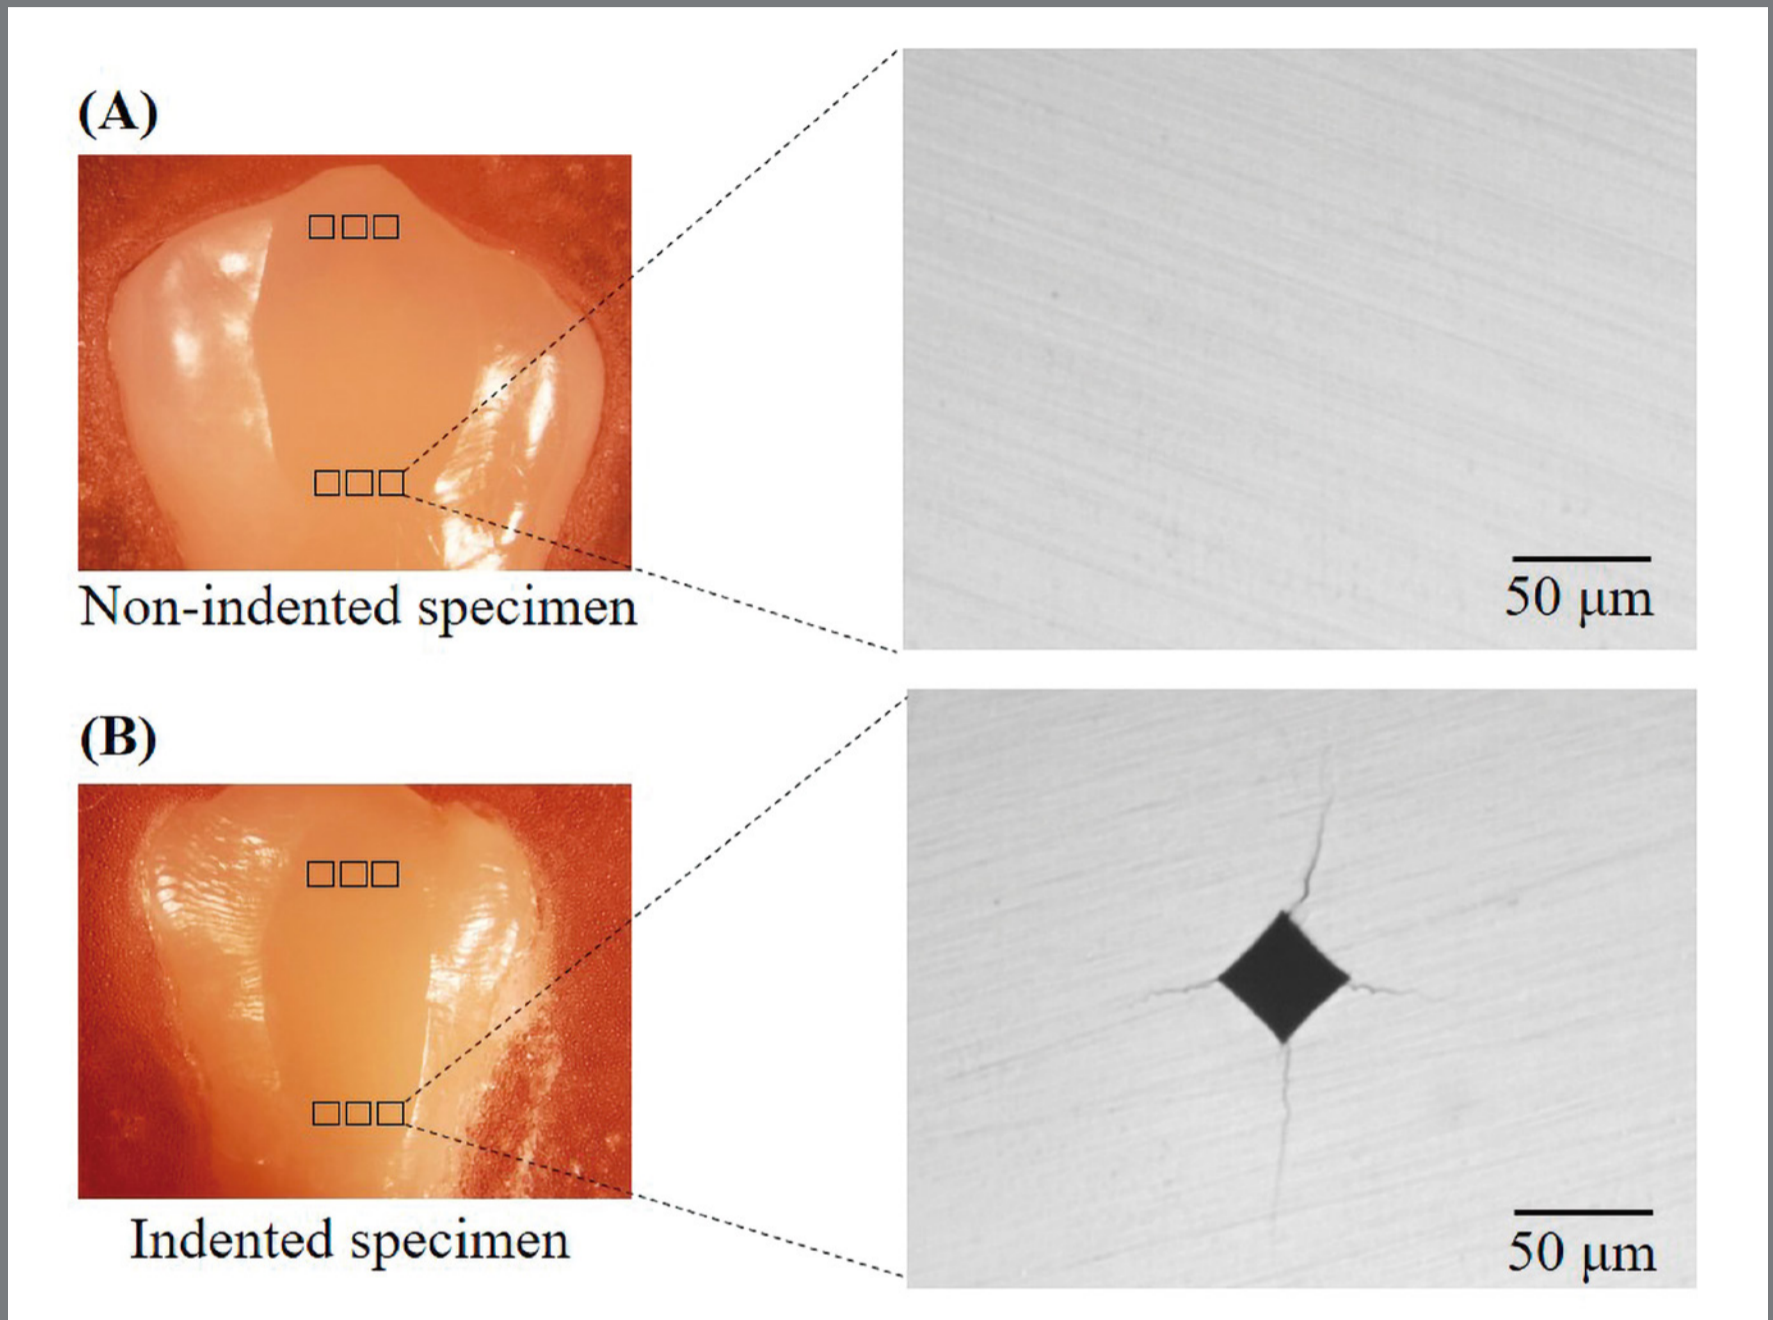 (A)
Non-indented specimen
50 μm
(B)
Indented specimen
50 μm